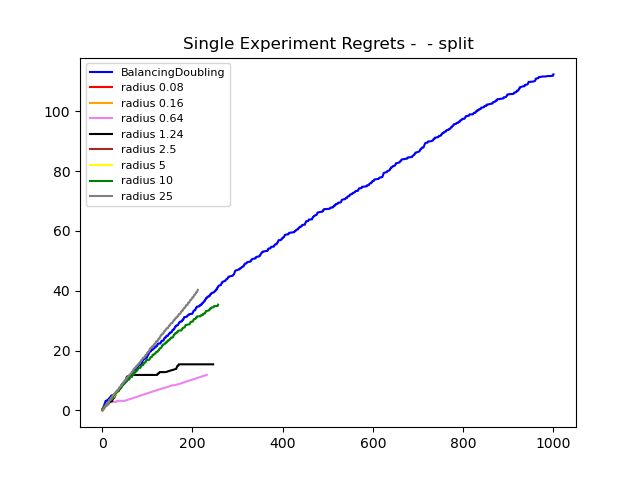 Single Experiment Regrets -  - split
BalancingDoubling
radius 0.08
radius 0.16
radius 0.64
radius 1.24
radius 2.5
radius 5
radius 10
radius 25
100
80
60
40
20
0
0 200 400 600 800 1000